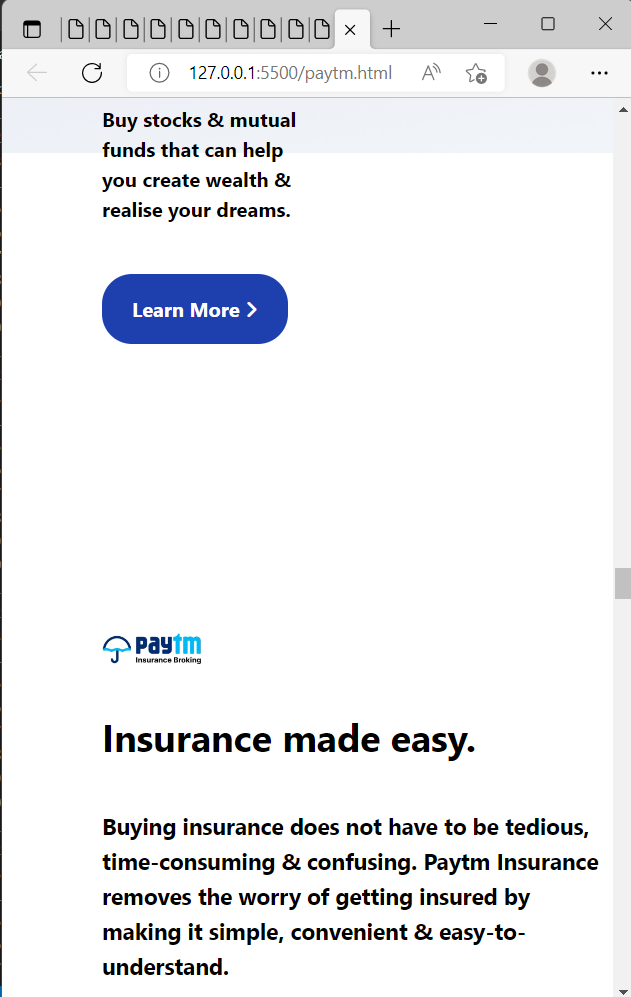 127.0.0.1:5500/paytm.html
Buy stocks & mutual
funds that can help
you create wealth &
realise your dreams.
Learn More
paytm
Insurance Broking
Insurance made easy.
Buying insurance does not have to be tedious,
time-consuming & confusing. Paytm Insurance
removes the worry of getting insured by
making it simple, convenient & easy-to-
understand.